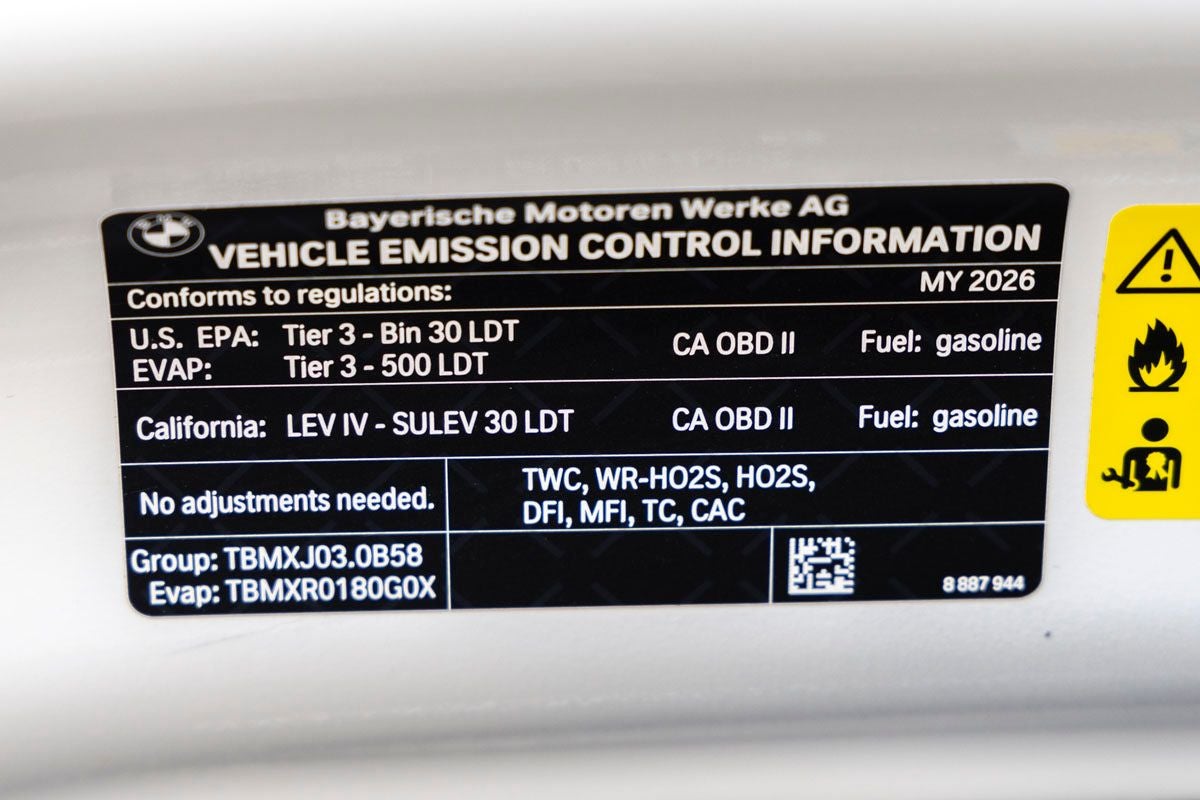 Bayerische Motoren Werke AG
VEHICLE EMISSION CONTROL INFORMATION
Conforms to regulations: MY 2026
U.S. EPA: Tier 3 - Bin 30 LDT CA OBD II Fuel: gasoline
EVAP: Tier 3 - 500 LDT
California: LEV IV - SULEV 30 LDT CA OBD II Fuel: gasoline
No adjustments needed.
TWC, WR-HO2S, HO2S,
DFI, MFI, TC, CAC
Group: TBMXJ03.0B58
Evap: TBMXR0180G0X
8 887 944